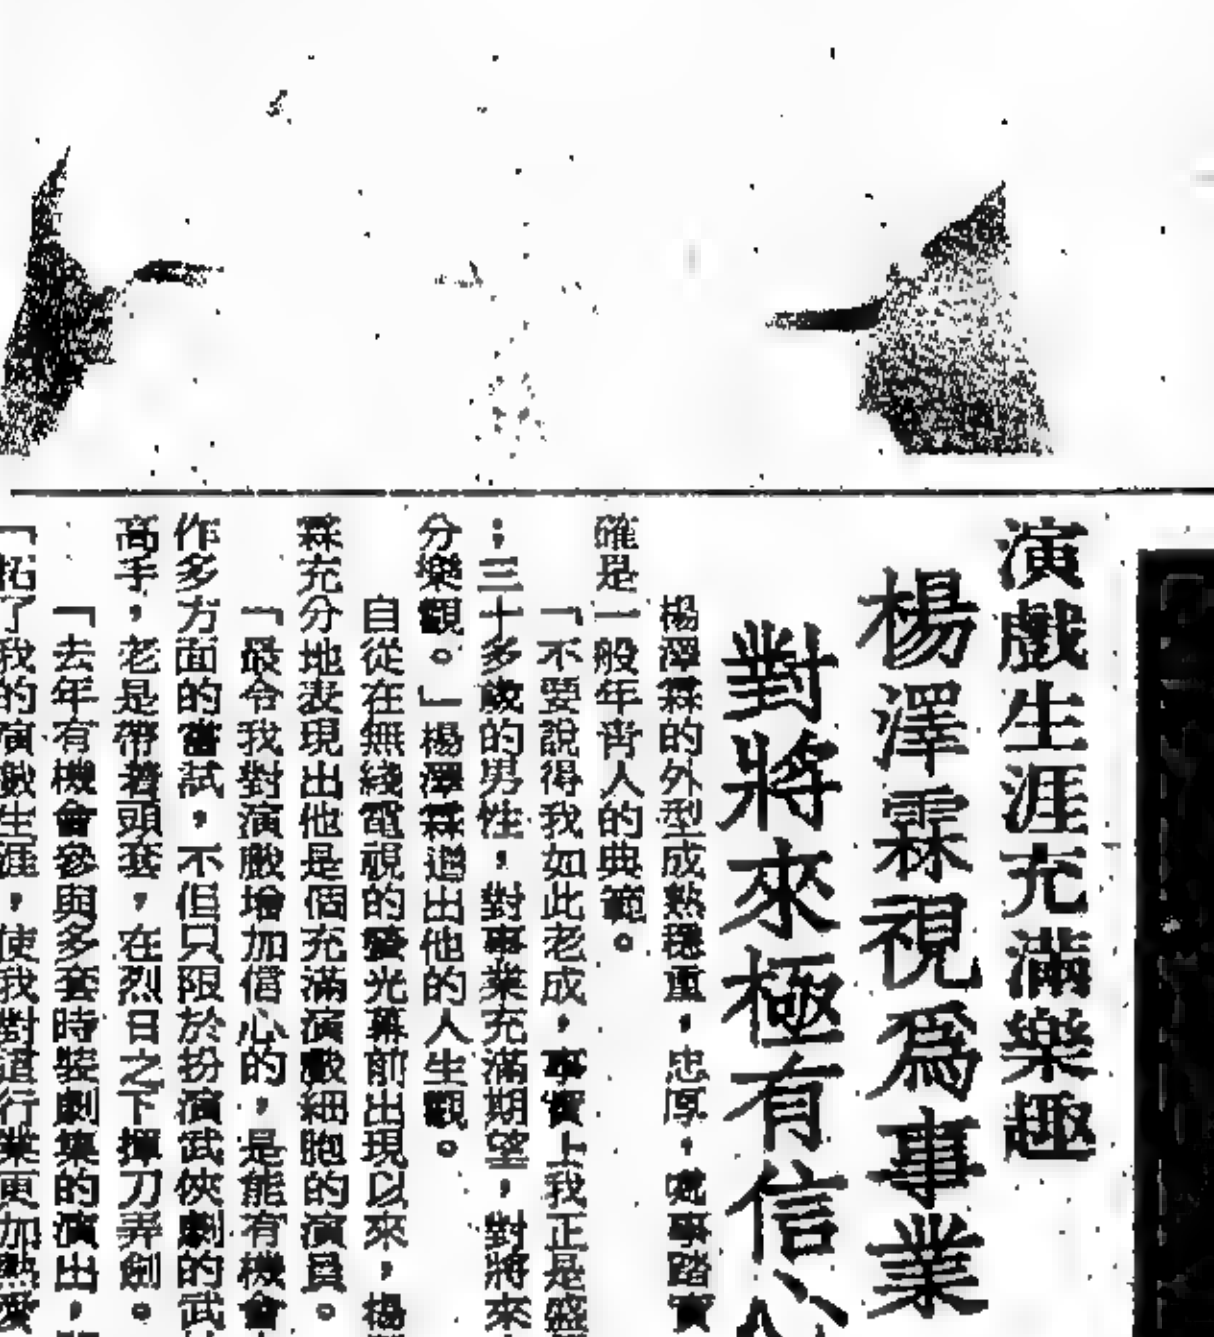 演戲生涯充滿樂趣
楊澤霖視爲事業
對將來極有信心
楊澤霖的外型成熟穩重，忠厚，處事踏實
確是一般年青人的典範。
「不要說得我如此老成，事實上我正是盛
；三十多歲的男性，對事業充滿期望，對將來
分樂觀。」楊澤霖道出他的人生觀。
自從在無綫電視的螢光幕前出現以來，楊
霖充分地表現出他是個充滿演戲細胞的演員。
「最令我對演戲增加信心的，是能有機會
作多方面的嘗試，不但只限於扮演武俠劇的武
高手，老是帶着頭套，在烈日之下揮刀弄劍。
「去年有機會參與多套時裝劇集的演出，
「拓了我的演戲生涯，使我對這行業更加熱愛